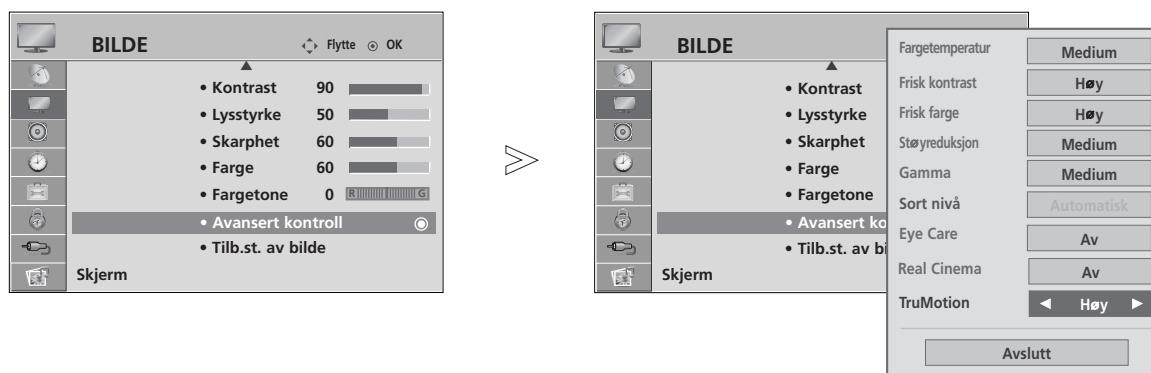 BILDE
Flytte OK
• Kontrast 90
• Lysstyrke 50
• Skarphet 60
• Farge 60
• Fargetone 0 R G
• Avansert kontroll
• Tilb.st. av bilde
Skjerm
BILDE
• Kontrast
• Lysstyrke
• Skarphet
• Farge
• Fargetone
• Avansert ko
• Tilb.st. av bi
Skjerm
Fargetemperatur Medium
Frisk kontrast Høy
Frisk farge Høy
Støyreduksjon Medium
Gamma Medium
Sort nivå Automatisk
Eye Care Av
Real Cinema Av
TruMotion ◄ Høy ►
Avslutt